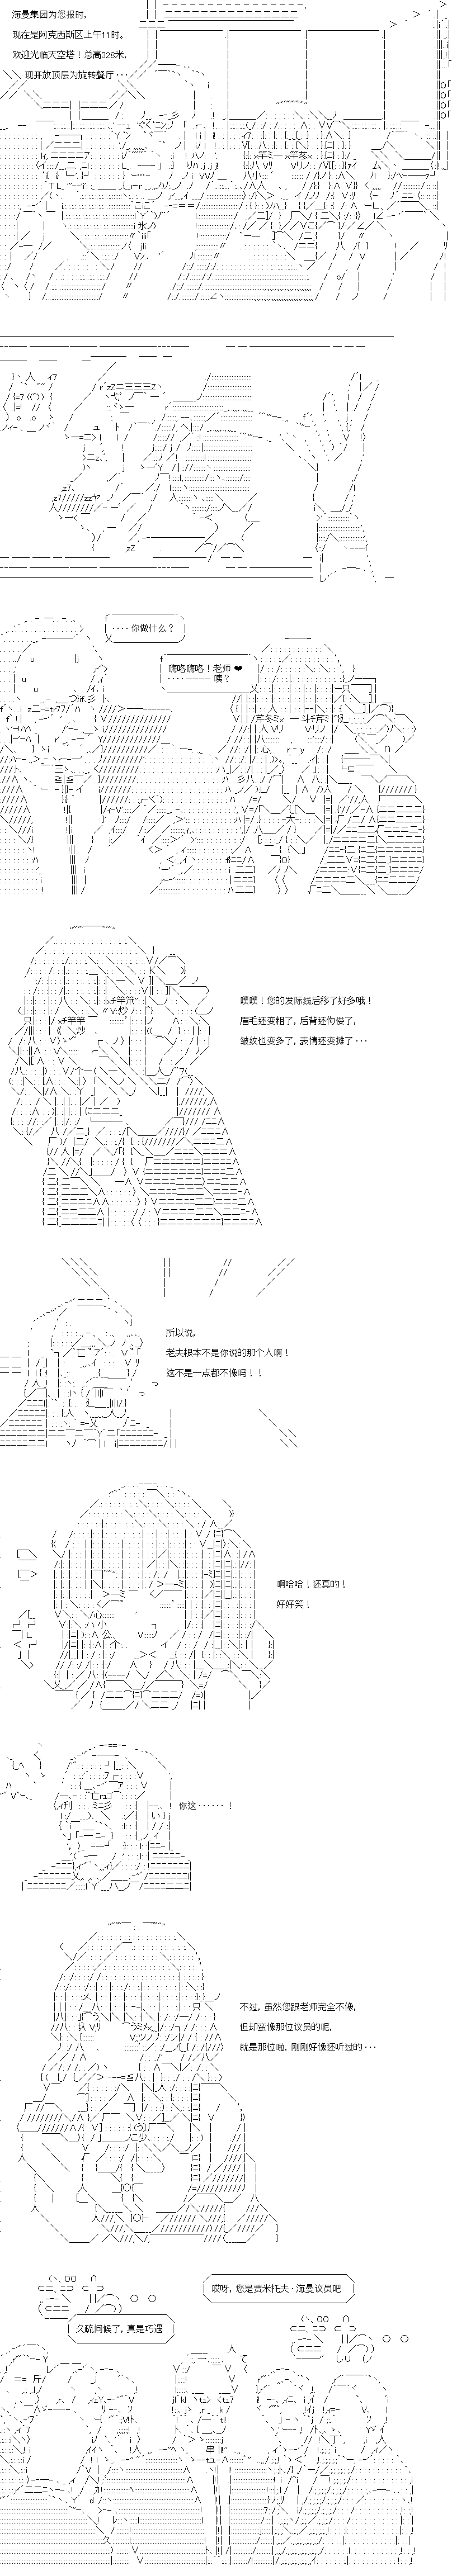 海曼集团为您报时，
现在是阿克西斯区上午11时。
欢迎光临天空塔！总高328米，
现开放顶层为旋转餐厅・・・
・・・・你做什么？
嗨咯嗨咯！老师❤
・・・・━━━━咦？
噗噗！您的发际线后移了好多哦！
眉毛还变粗了，后背还佝偻了，
皱纹也变多了，表情还变摊了・・・
所以说，
老夫根本不是你说的那个人啊！
这不是一点都不像吗！！
啊哈哈！还真的！
好好笑！
你这・・・・・・！
不过，虽然您跟老师完全不像，
但却蛮像那位议员的呢，
就是那位啦，刚刚好像还听过的・・・
哎呀，您是贾米托夫・海曼议员吧
久疏问候了，真是巧遇